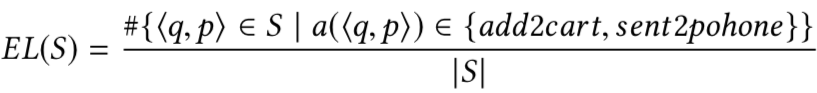 EL(S) = #{⟨q, p⟩ ∈ S | a(⟨q, p⟩) ∈ {add2cart, sent2pohone}}
|S|